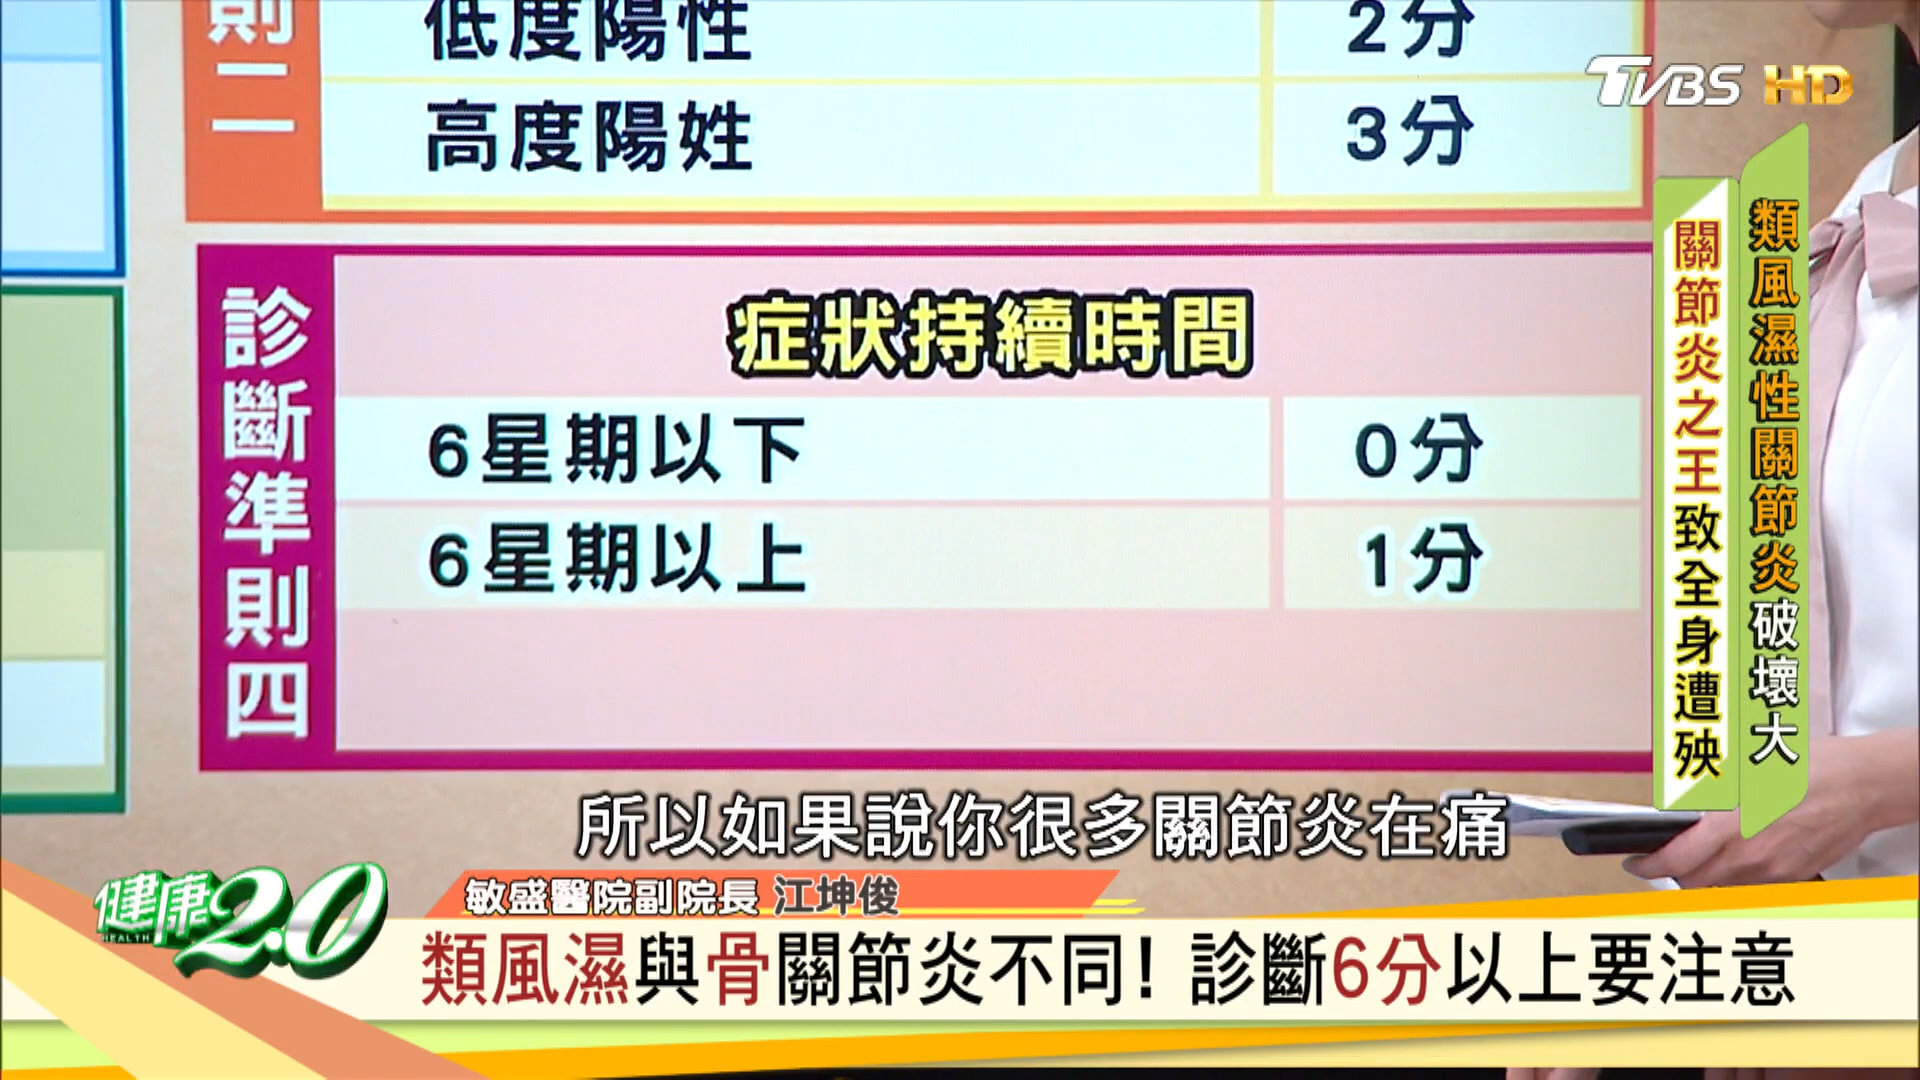 則二
低度陽性 2分
高度陽姓 3分
診斷準則四
症狀持續時間
6星期以下 0分
6星期以上 1分
TVBS HD
類風濕性關節炎破壞大
關節炎之王致全身遭殃
所以如果說你很多關節炎在痛
健康2.0
HEALTH
敏盛醫院副院長 江坤俊
類風濕與骨關節炎不同! 診斷6分以上要注意